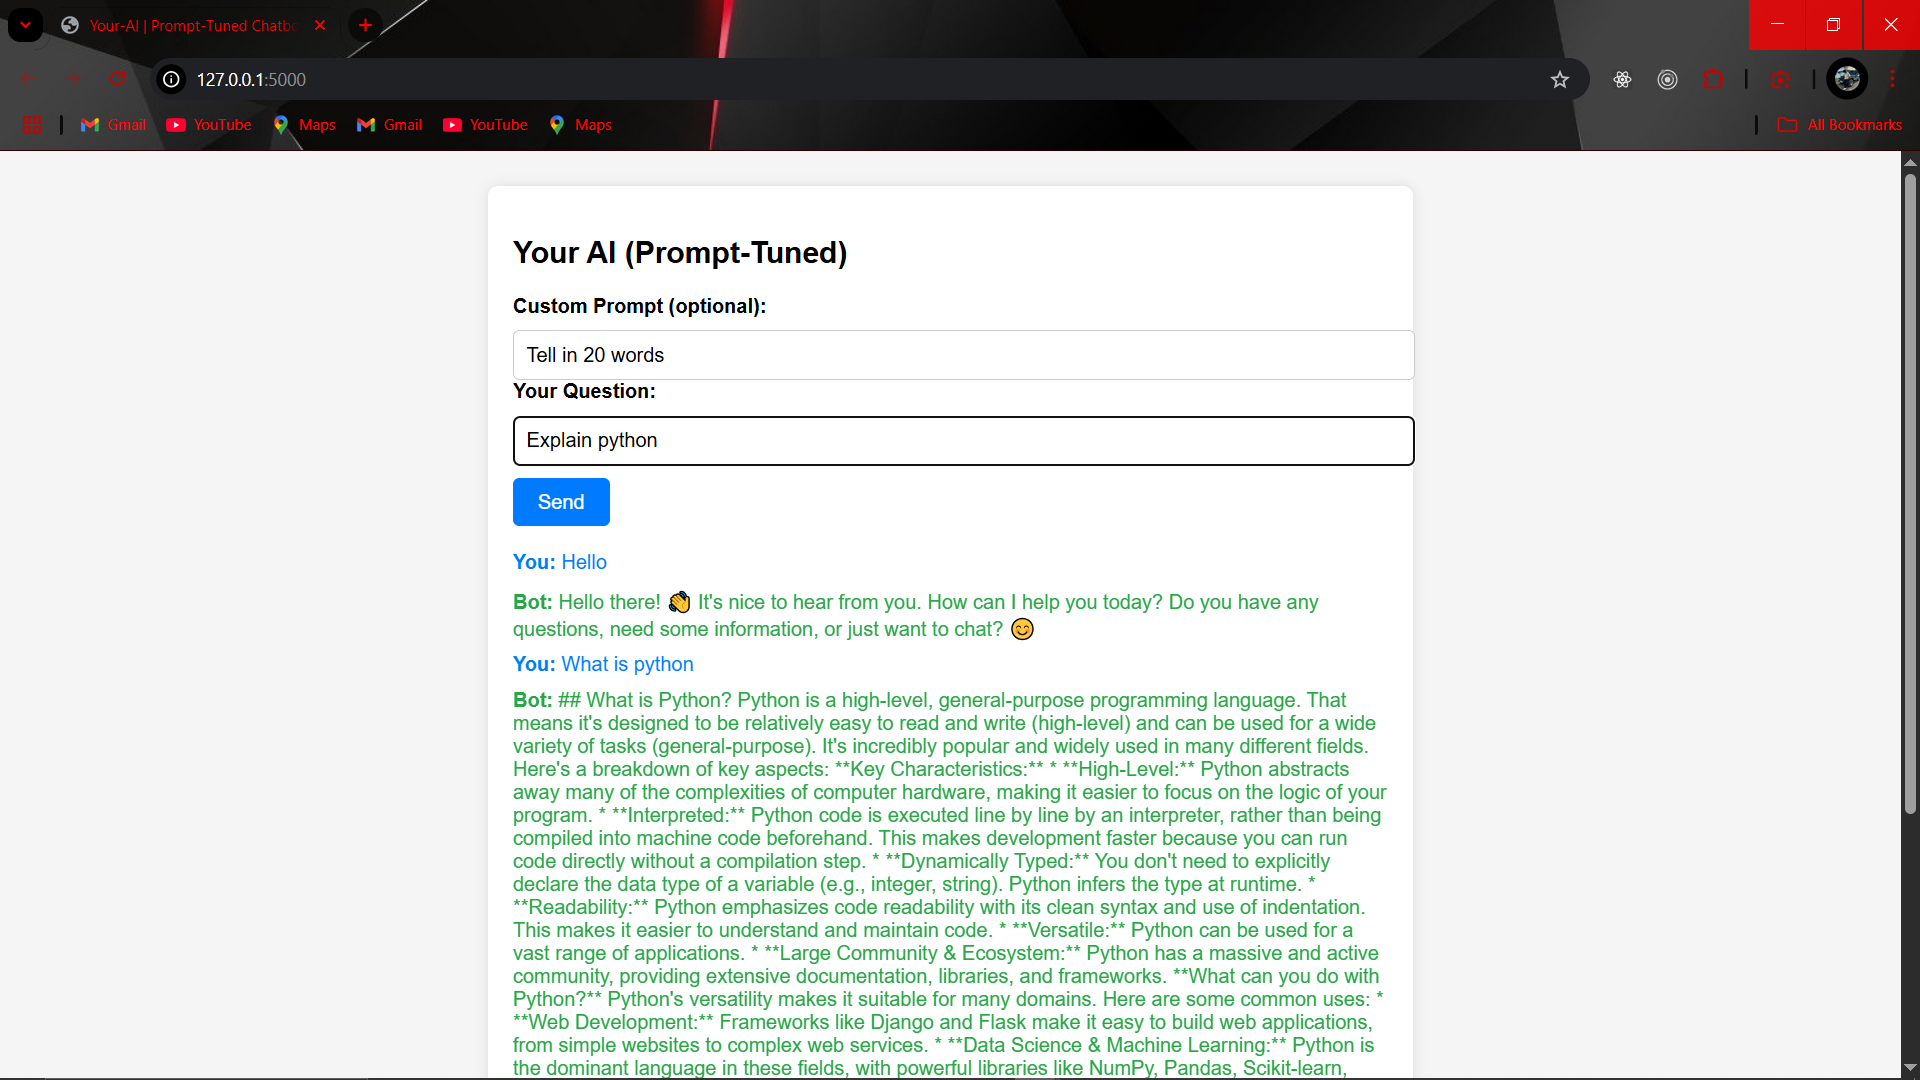 Your-AI | Prompt-Tuned Chatb
127.0.0.1:5000
Gmail YouTube Maps Gmail YouTube Maps All Bookmarks
Your AI (Prompt-Tuned)
Custom Prompt (optional):
Tell in 20 words
Your Question:
Explain python
Send
You: Hello
Bot: Hello there! 👋 It's nice to hear from you. How can I help you today? Do you have any
questions, need some information, or just want to chat? 😊
You: What is python
Bot: ## What is Python? Python is a high-level, general-purpose programming language. That
means it's designed to be relatively easy to read and write (high-level) and can be used for a wide
variety of tasks (general-purpose). It's incredibly popular and widely used in many different fields.
Here's a breakdown of key aspects: **Key Characteristics:** * **High-Level:** Python abstracts
away many of the complexities of computer hardware, making it easier to focus on the logic of your
program. * **Interpreted:** Python code is executed line by line by an interpreter, rather than being
compiled into machine code beforehand. This makes development faster because you can run
code directly without a compilation step. * **Dynamically Typed:** You don't need to explicitly
declare the data type of a variable (e.g., integer, string). Python infers the type at runtime. *
**Readability:** Python emphasizes code readability with its clean syntax and use of indentation.
This makes it easier to understand and maintain code. * **Versatile:** Python can be used for a
vast range of applications. * **Large Community & Ecosystem:** Python has a massive and active
community, providing extensive documentation, libraries, and frameworks. **What can you do with
Python?** Python's versatility makes it suitable for many domains. Here are some common uses: *
**Web Development:** Frameworks like Django and Flask make it easy to build web applications,
from simple websites to complex web services. * **Data Science & Machine Learning:** Python is
the dominant language in these fields, with powerful libraries like NumPy, Pandas, Scikit-learn,